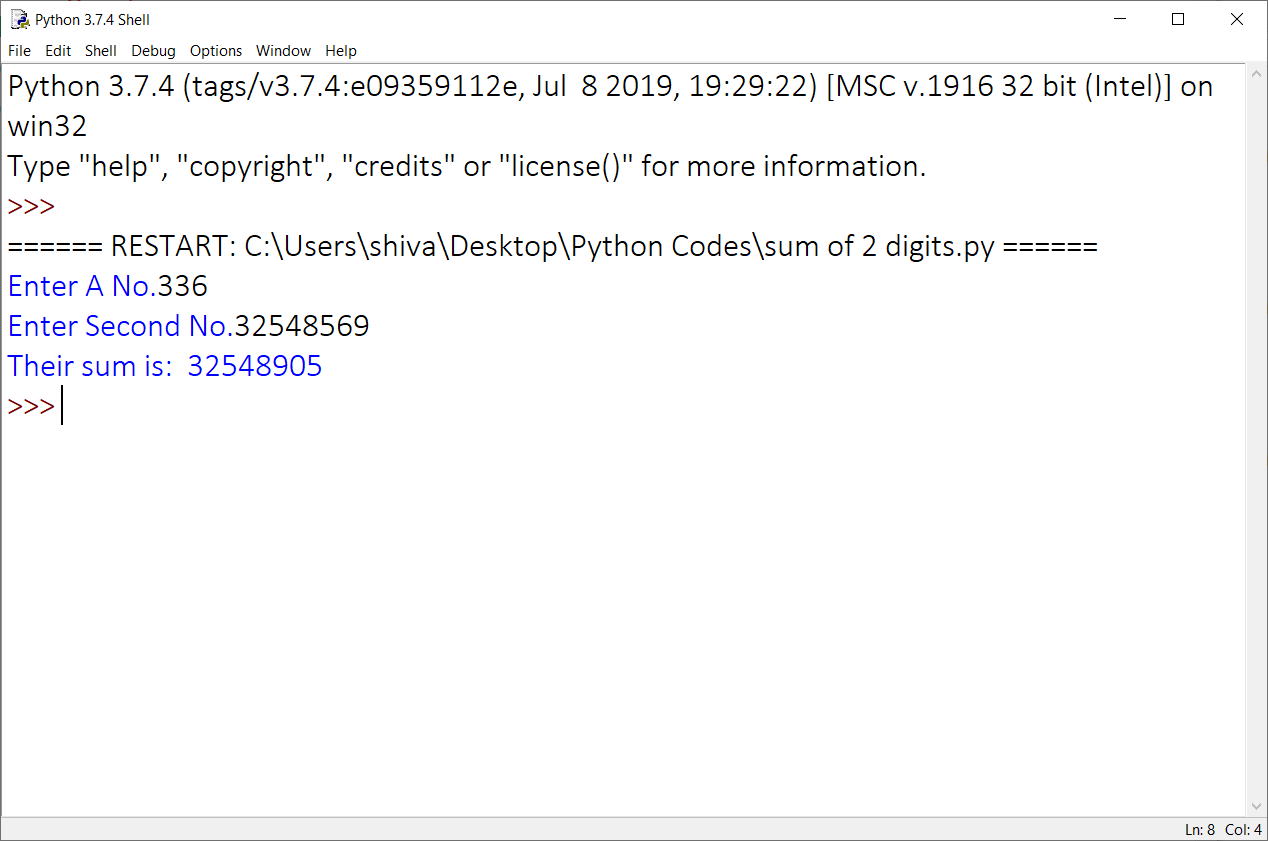 Python 3.7.4 Shell
File Edit Shell Debug Options Window Help
Python 3.7.4 (tags/v3.7.4:e09359112e, Jul  8 2019, 19:29:22) [MSC v.1916 32 bit (Intel)] on
win32
Type "help", "copyright", "credits" or "license()" for more information.
>>>
====== RESTART: C:\Users\shiva\Desktop\Python Codes\sum of 2 digits.py ======
Enter A No.336
Enter Second No.32548569
Their sum is:  32548905
>>>
Ln: 8 Col: 4